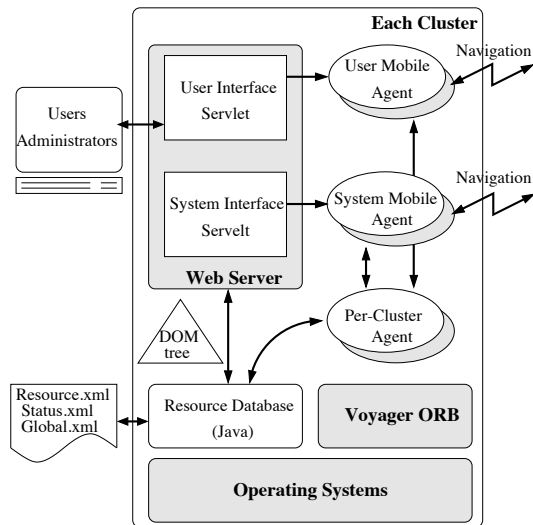 Each Cluster
User Interface
Servlet
User Mobile
Agent
Navigation
Users
Administrators
System Interface
Servelt
System Mobile
Agent
Navigation
Web Server
DOM
tree
Per-Cluster
Agent
Resource.xml
Status.xml
Global.xml
Resource Database
(Java)
Voyager ORB
Operating Systems